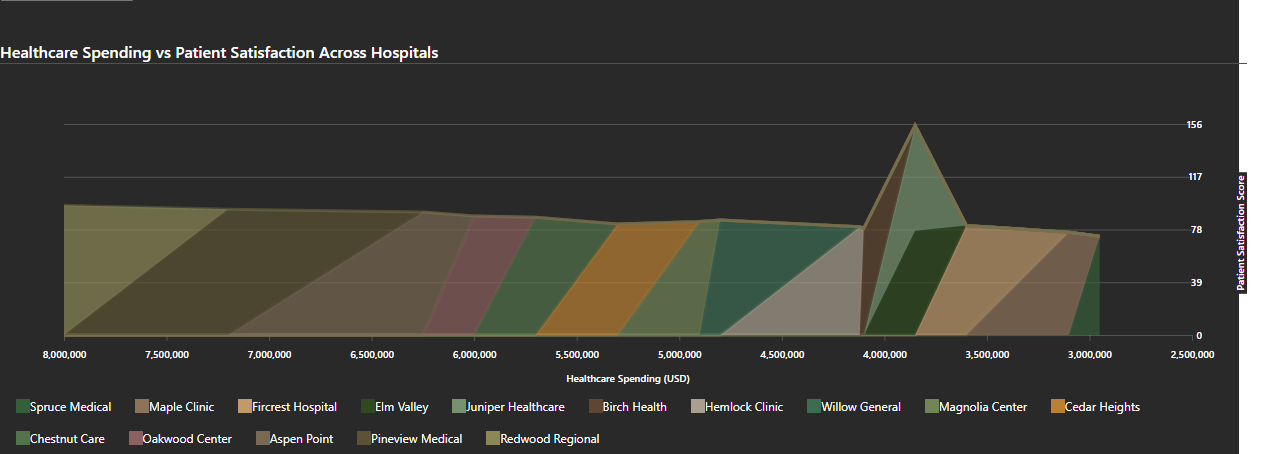 Healthcare Spending vs Patient Satisfaction Across Hospitals
156
117
78
39
0
Patient Satisfaction Score
8,000,000 7,500,000 7,000,000 6,500,000 6,000,000 5,500,000 5,000,000 4,500,000 4,000,000 3,500,000 3,000,000 2,500,000
Healthcare Spending (USD)
Spruce Medical Maple Clinic Fircrest Hospital Elm Valley Juniper Healthcare Birch Health Hemlock Clinic Willow General Magnolia Center Cedar Heights
Chestnut Care Oakwood Center Aspen Point Pineview Medical Redwood Regional